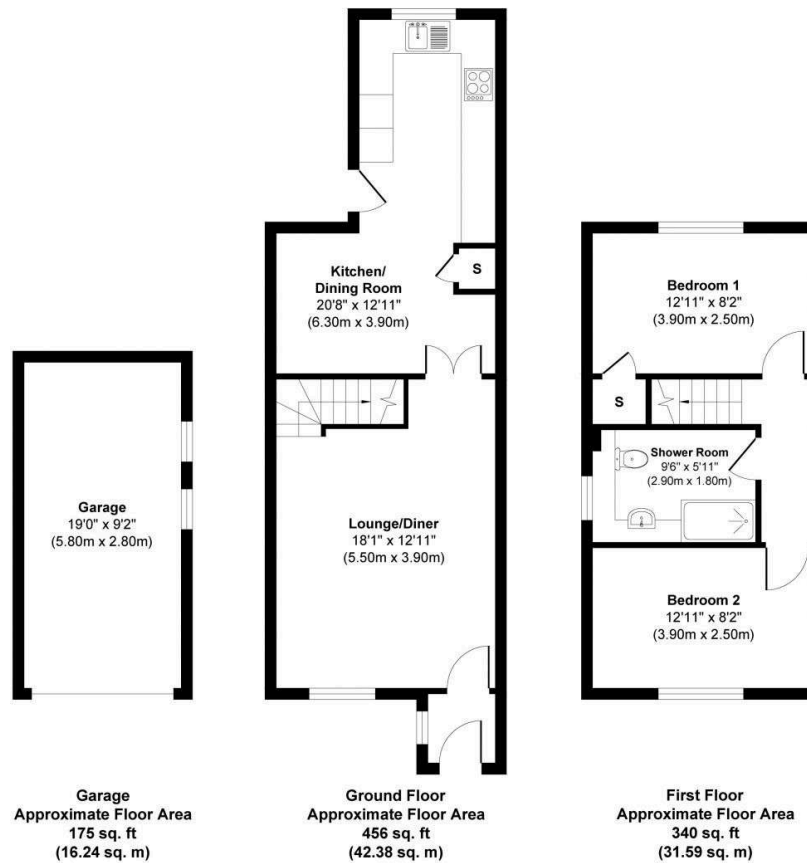 Kitchen/
Dining Room
20'8" x 12'11"
(6.30m x 3.90m)
S
Bedroom 1
12'11" x 8'2"
(3.90m x 2.50m)
S
Shower Room
9'6" x 5'11"
(2.90m x 1.80m)
Garage
19'0" x 9'2"
(5.80m x 2.80m)
Lounge/Diner
18'1" x 12'11"
(5.50m x 3.90m)
Bedroom 2
12'11" x 8'2"
(3.90m x 2.50m)
Garage
Approximate Floor Area
175 sq. ft
(16.24 sq. m)
Ground Floor
Approximate Floor Area
456 sq. ft
(42.38 sq. m)
First Floor
Approximate Floor Area
340 sq. ft
(31.59 sq. m)